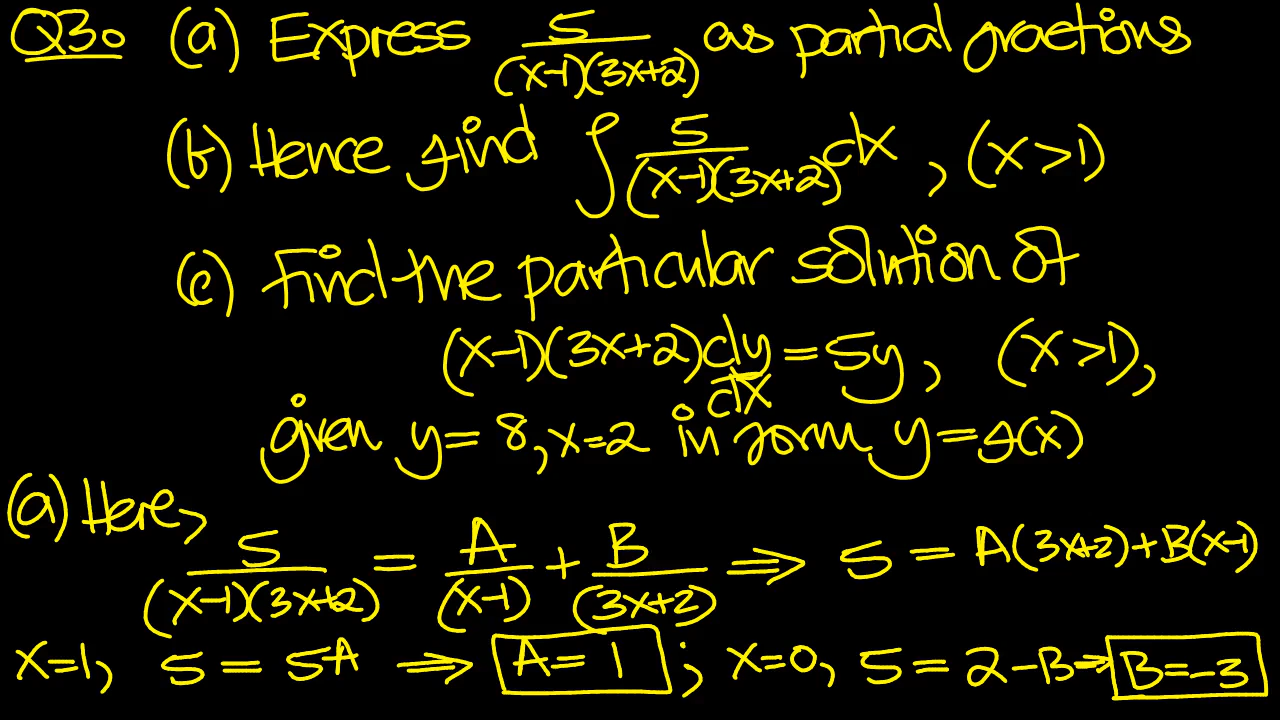 Q3. (a) Express 5/((x-1)(3x+2)) as partial fractions
(b) Hence find ∫ 5/((x-1)(3x+2)) dx , (x>1)
(c) Find the particular solution of
(x-1)(3x+2) dy/dx = 5y, (x>1),
given y=8, x=2 in form y=f(x)
(a) Here,
5/((x-1)(3x+2)) = A/(x-1) + B/(3x+2) ⟹ 5 = A(3x+2)+B(x-1)
x=1, 5 = 5A ⟹ A=1 ; x=0, 5=2-B ⟹ B=-3